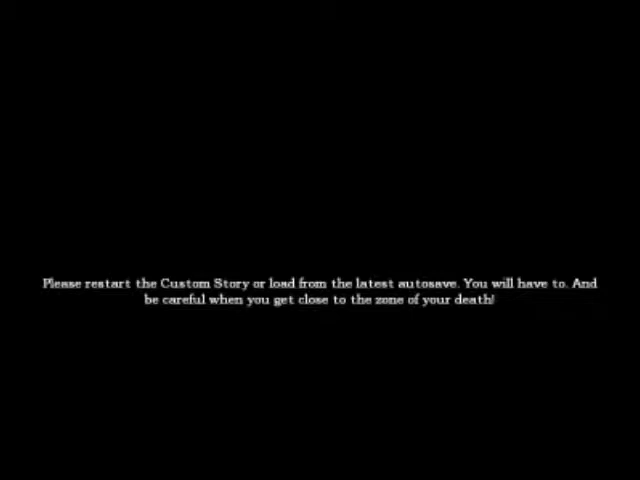 Please restart the Custom Story or load from the latest autosave. You will have to. And
be careful when you get close to the zone of your death!